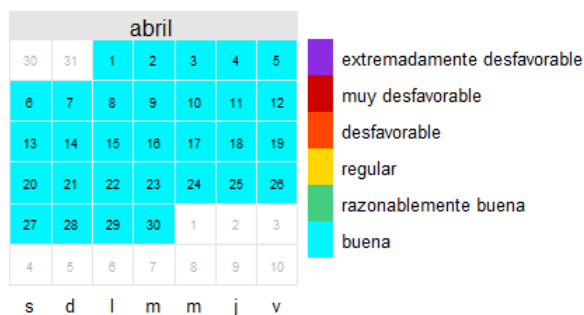 abril
30 31 1 2 3 4 5
6 7 8 9 10 11 12
13 14 15 16 17 18 19
20 21 22 23 24 25 26
27 28 29 30 1 2 3
4 5 6 7 8 9 10
s d l m m j v
extremadamente desfavorable
muy desfavorable
desfavorable
regular
razonablemente buena
buena